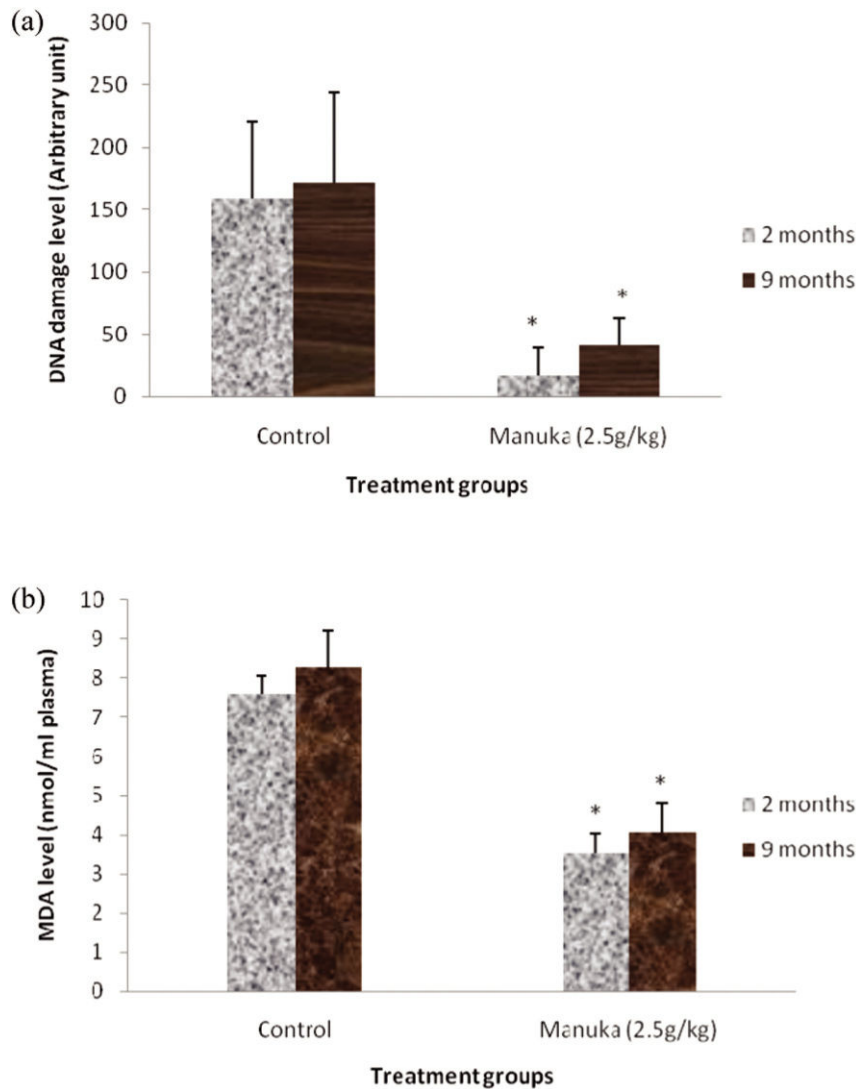 (a)
DNA damage level (Arbitrary unit)
300
250
200
150
100
50
0
*
*
Control
Manuka (2.5g/kg)
Treatment groups
2 months
9 months
(b)
MDA level (nmol/ml plasma)
10
9
8
7
6
5
4
3
2
1
0
*
*
Control
Manuka (2.5g/kg)
Treatment groups
2 months
9 months